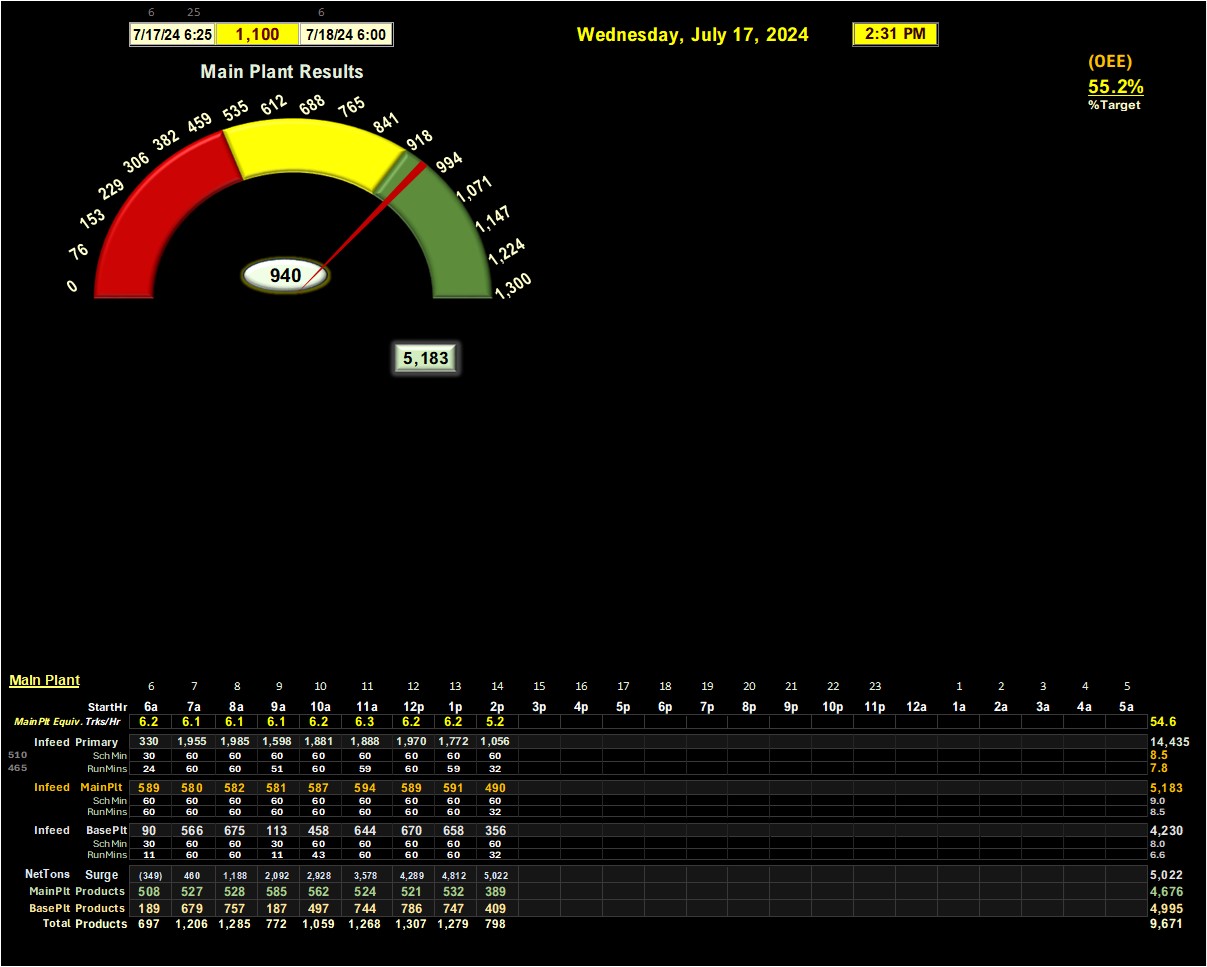 6 25 6
7/17/24 6:25 1,100 7/18/24 6:00 Wednesday, July 17, 2024 2:31 PM
(OEE)
55.2%
%Target
Main Plant Results
0 76 153 229 306 382 459 535 612 688 765 841 918 994 1,071 1,147 1,224 1,300
940
5,183
Main Plant
6 7 8 9 10 11 12 13 14 15 16 17 18 19 20 21 22 23 1 2 3 4 5
StartHr 6a 7a 8a 9a 10a 11a 12p 1p 2p 3p 4p 5p 6p 7p 8p 9p 10p 11p 12a 1a 2a 3a 4a 5a
MainPlt Equiv. Trks/Hr 6.2 6.1 6.1 6.1 6.2 6.3 6.2 6.2 5.2 54.6
Infeed Primary 330 1,955 1,985 1,598 1,881 1,888 1,970 1,772 1,056 14,435
510 SchMin 30 60 60 60 60 60 60 60 60 8.5
465 RunMins 24 60 60 51 60 59 60 59 32 7.8
Infeed MainPlt 589 580 582 581 587 594 589 591 490 5,183
SchMin 60 60 60 60 60 60 60 60 60 9.0
RunMins 60 60 60 60 60 60 60 60 32 8.5
Infeed BasePlt 90 566 675 113 458 644 670 658 356 4,230
SchMin 30 60 60 30 60 60 60 60 60 8.0
RunMins 11 60 60 11 43 60 60 60 32 6.6
NetTons Surge (349) 460 1,188 2,092 2,928 3,578 4,289 4,812 5,022 5,022
MainPlt Products 508 527 528 585 562 524 521 532 389 4,676
BasePlt Products 189 679 757 187 497 744 786 747 409 4,995
Total Products 697 1,206 1,285 772 1,059 1,268 1,307 1,279 798 9,671